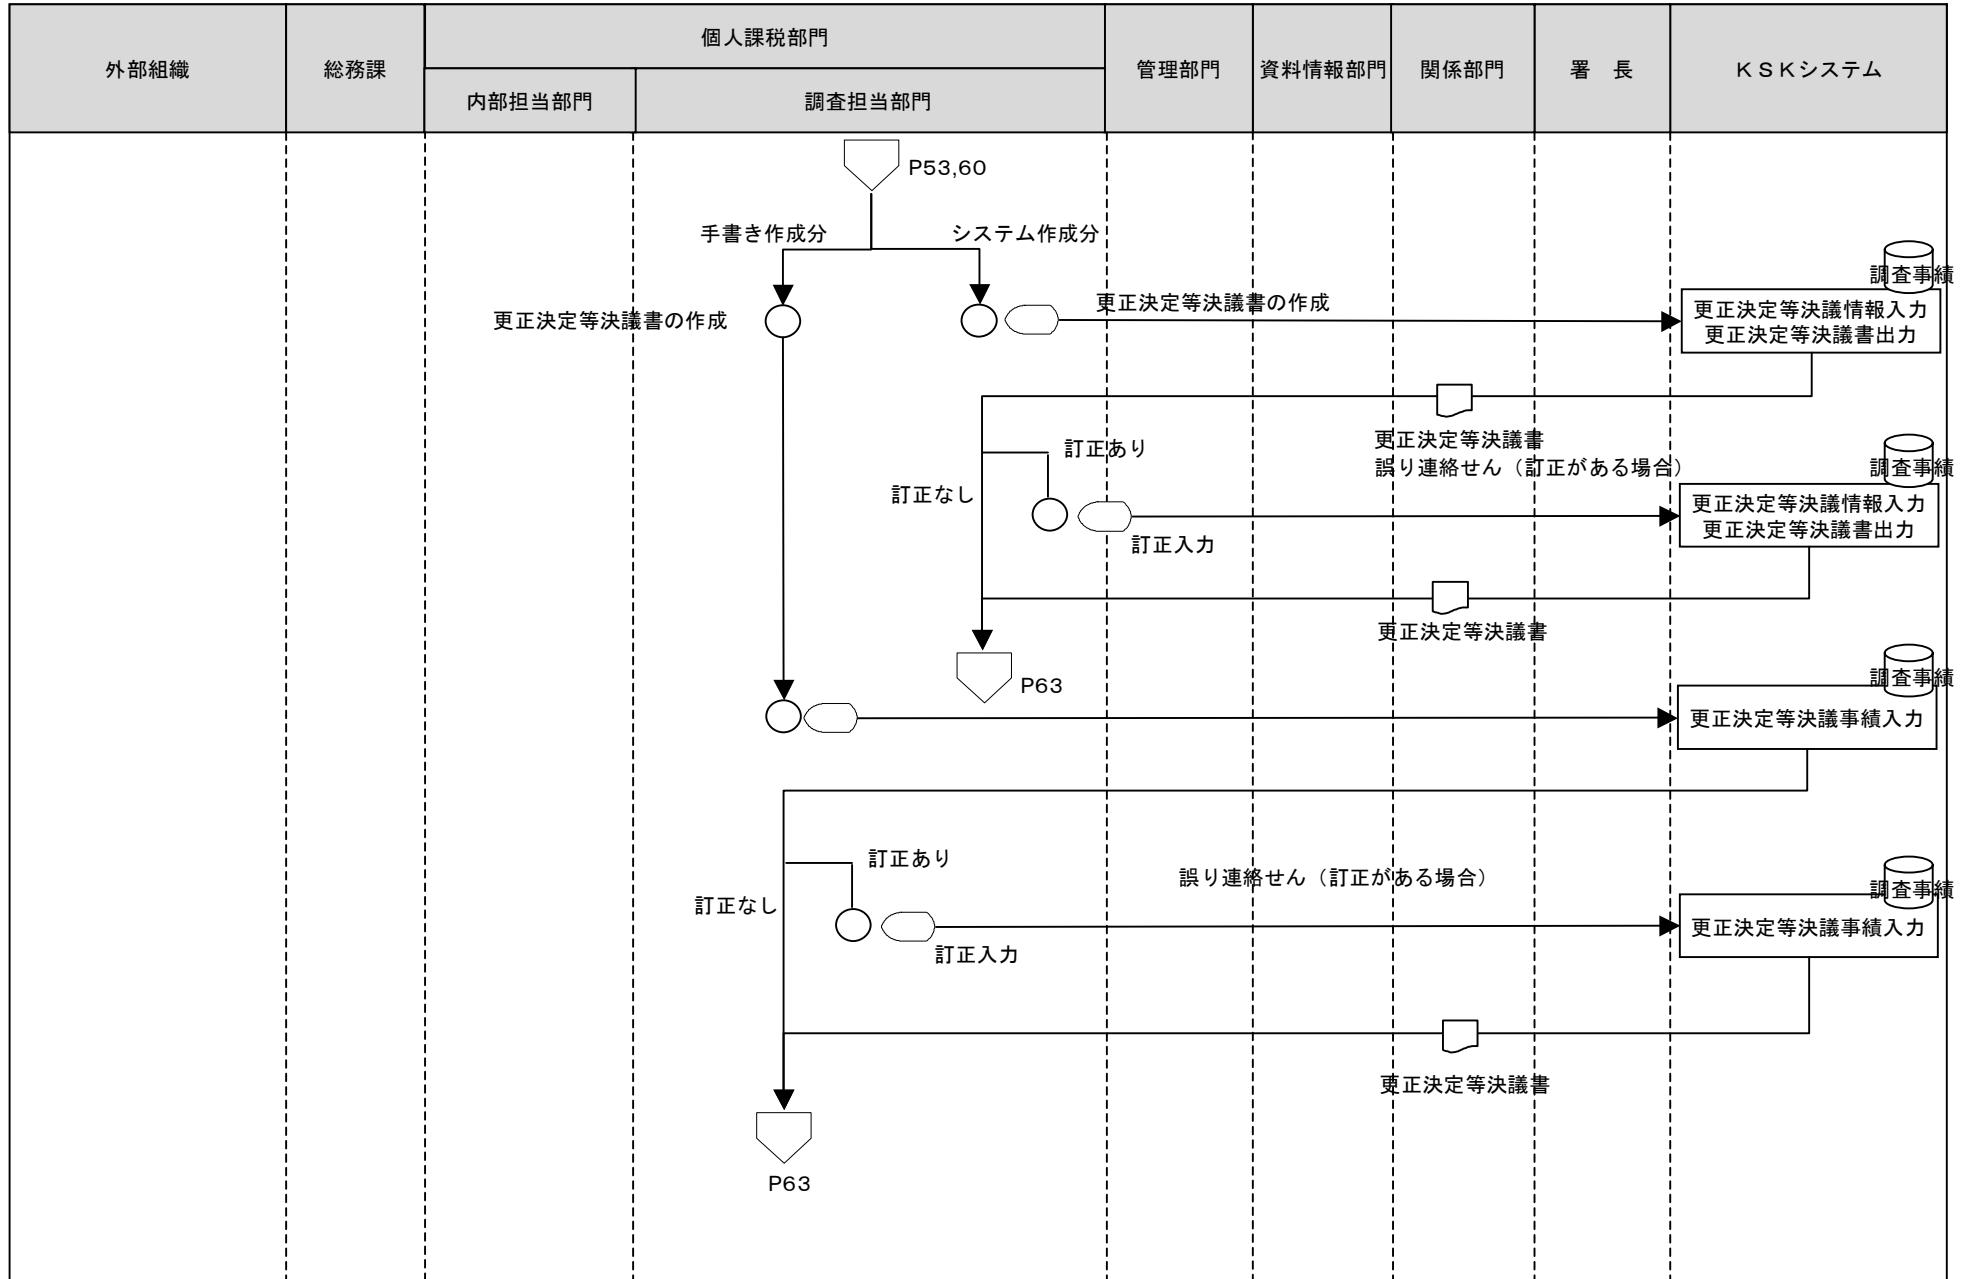 外部組織
総務課
個人課税部門
内部担当部門
調査担当部門
管理部門
資料情報部門
関係部門
署　長
ＫＳＫシステム
P53,60
手書き作成分
システム作成分
調査事績
更正決定等決議書の作成
更正決定等決議書の作成
更正決定等決議情報入力
更正決定等決議書出力
更正決定等決議書
誤り連絡せん（訂正がある場合）
訂正あり
訂正なし
訂正入力
調査事績
更正決定等決議情報入力
更正決定等決議書出力
更正決定等決議書
P63
調査事績
更正決定等決議事績入力
訂正あり
訂正なし
誤り連絡せん（訂正がある場合）
訂正入力
調査事績
更正決定等決議事績入力
更正決定等決議書
P63